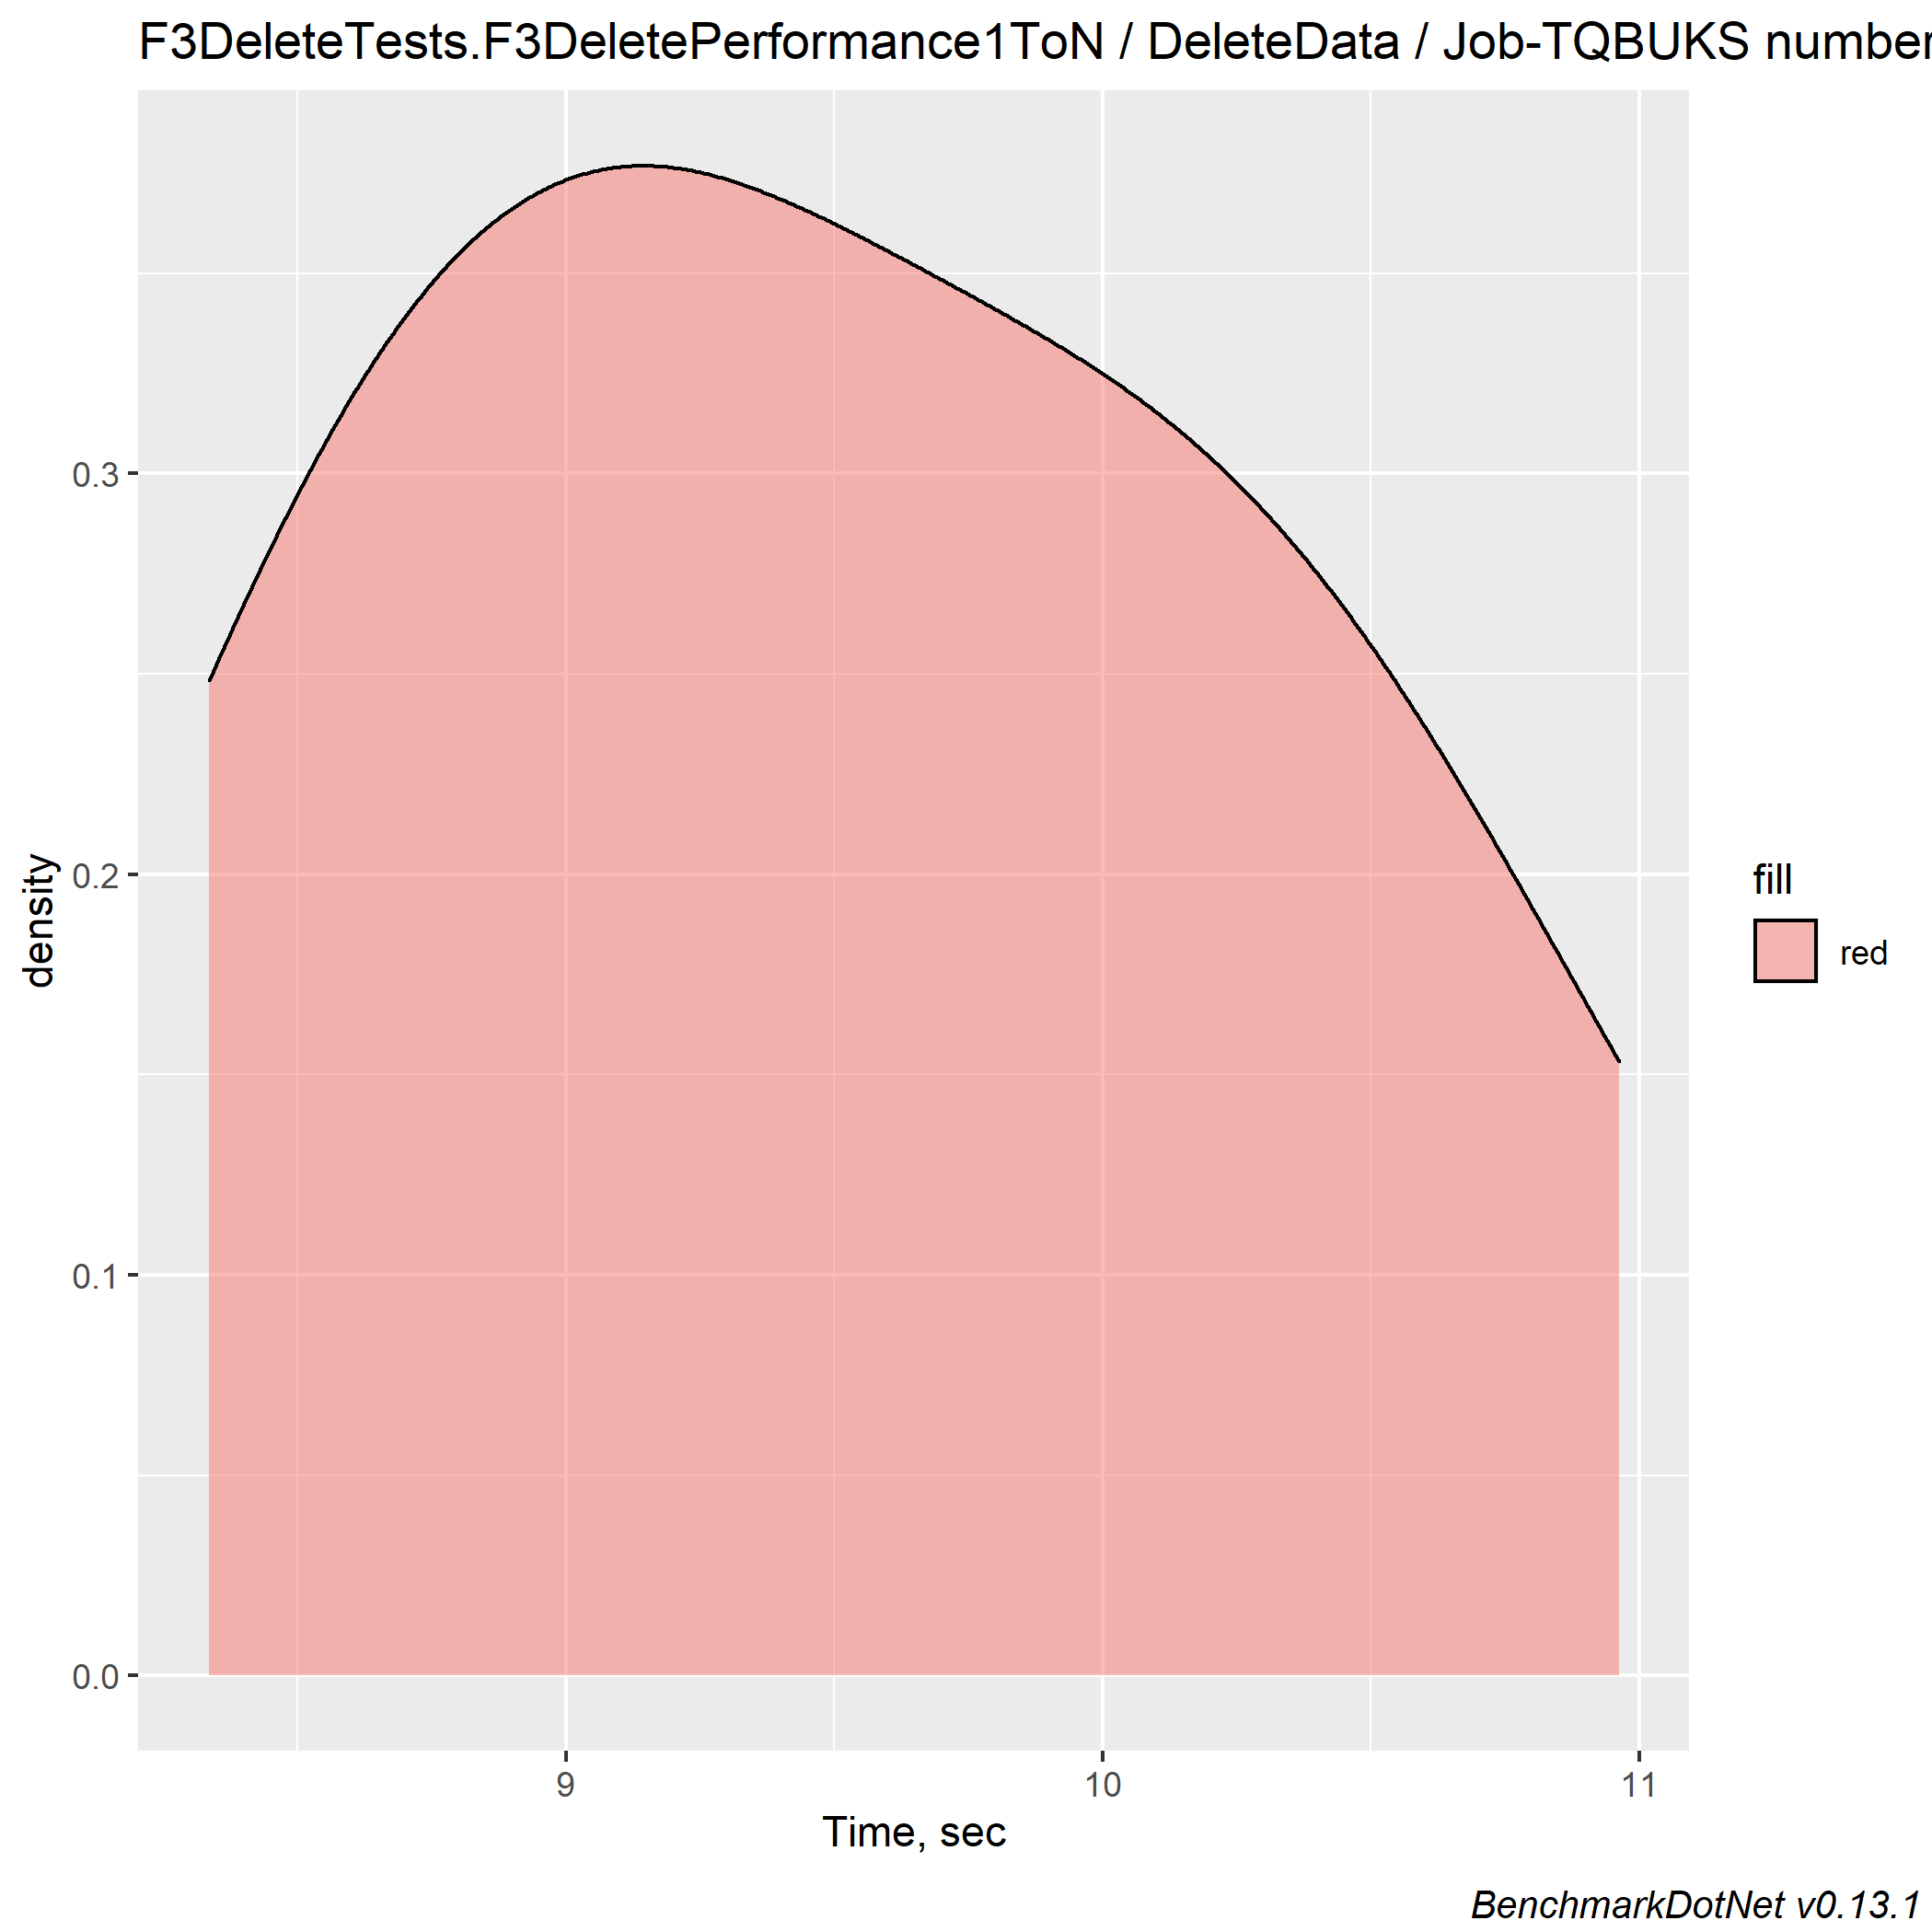 F3DeleteTests.F3DeletePerformance1ToN / DeleteData / Job-TQBUKS number
0.3
0.2
0.1
0.0
density
9 10 11
Time, sec
fill
red
BenchmarkDotNet v0.13.1